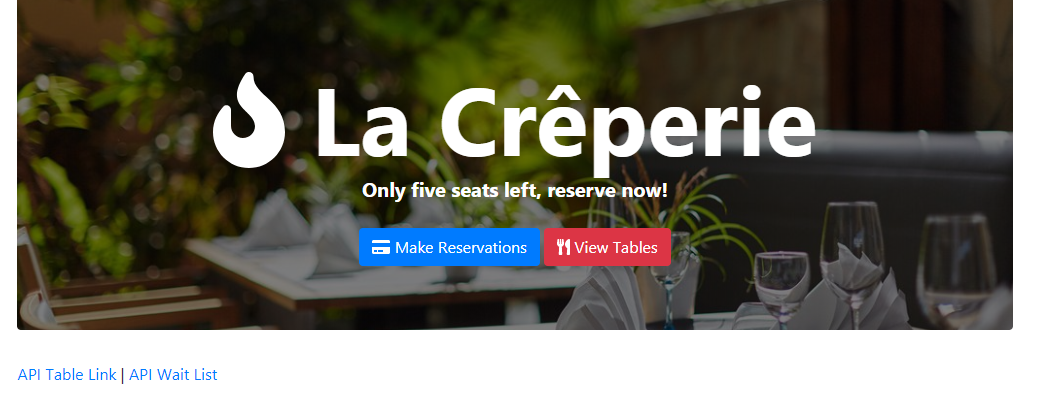 La Crêperie
Only five seats left, reserve now!
Make Reservations View Tables
API Table Link | API Wait List